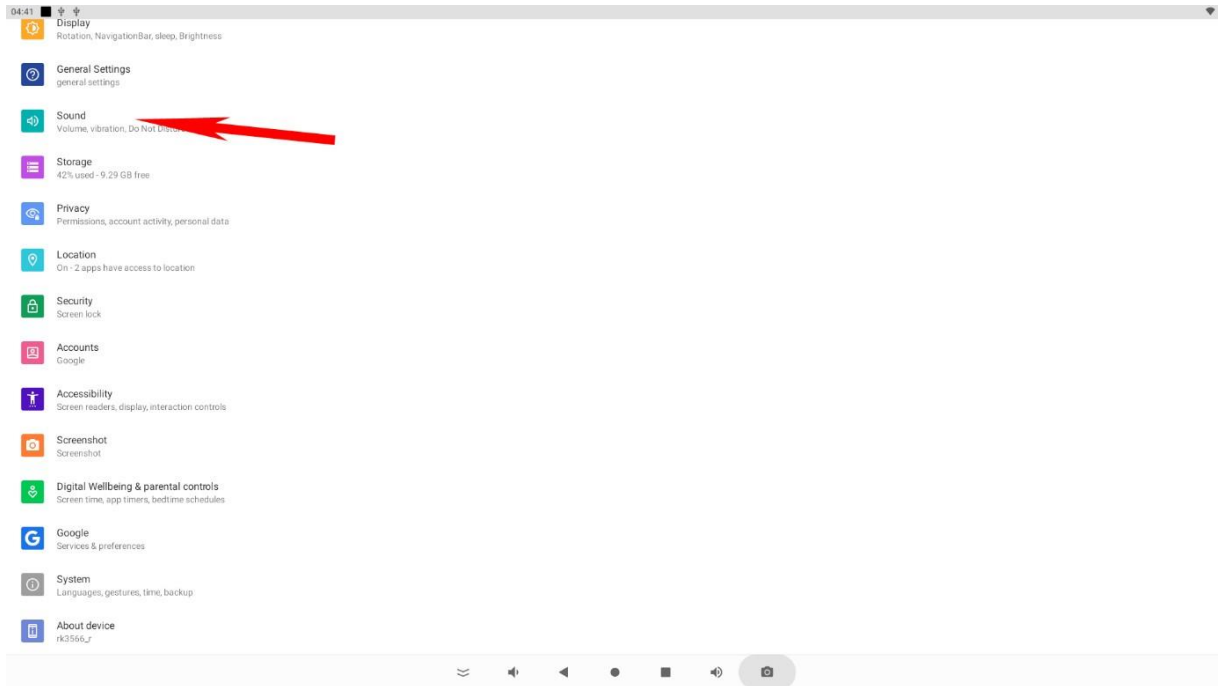 04:41
Display
Rotation, NavigationBar, sleep, Brightness
General Settings
general settings
Sound
Volume, vibration, Do Not
Storage
42% used - 9.29 GB free
Privacy
Permissions, account activity, personal data
Location
On - 2 apps have access to location
Security
Screen lock
Accounts
Google
Accessibility
Screen readers, display, interaction controls
Screenshot
Screenshot
Digital Wellbeing & parental controls
Screen time, app timers, bedtime schedules
Google
Services & preferences
System
Languages, gestures, time, backup
About device
rk3566_r